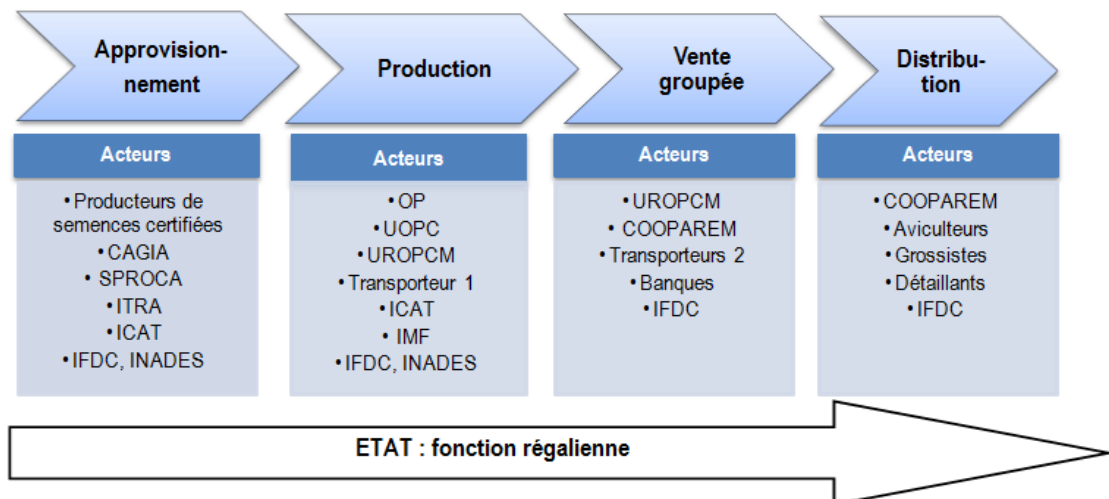 Approvision-
nement
Production
Vente
groupée
Distribu-
tion
Acteurs
• Producteurs de
semences certifiées
• CAGIA
• SPROCA
• ITRA
• ICAT
• IFDC, INADES
Acteurs
• OP
• UOPC
• UROPCM
• Transporteur 1
• ICAT
• IMF
• IFDC, INADES
Acteurs
• UROPCM
• COOPAREM
• Transporteurs 2
• Banques
• IFDC
Acteurs
• COOPAREM
• Aviculteurs
• Grossistes
• Détaillants
• IFDC
ETAT : fonction régalienne